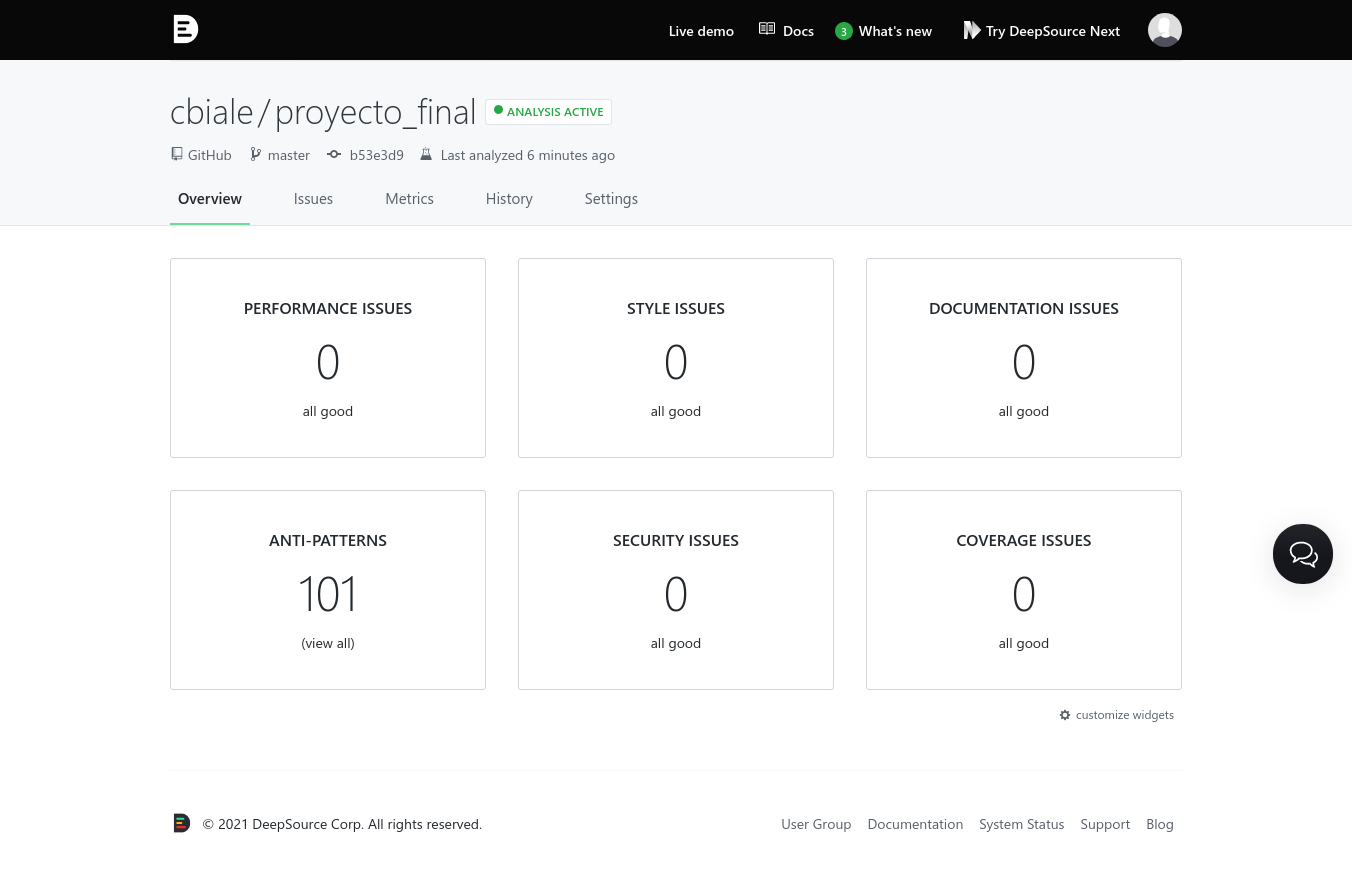 Live demo Docs 3 What's new Try DeepSource Next
cbiale/proyecto_final ANALYSIS ACTIVE
GitHub master b53e3d9 Last analyzed 6 minutes ago
Overview Issues Metrics History Settings
PERFORMANCE ISSUES
0
all good
STYLE ISSUES
0
all good
DOCUMENTATION ISSUES
0
all good
ANTI-PATTERNS
101
(view all)
SECURITY ISSUES
0
all good
COVERAGE ISSUES
0
all good
customize widgets
© 2021 DeepSource Corp. All rights reserved. User Group Documentation System Status Support Blog